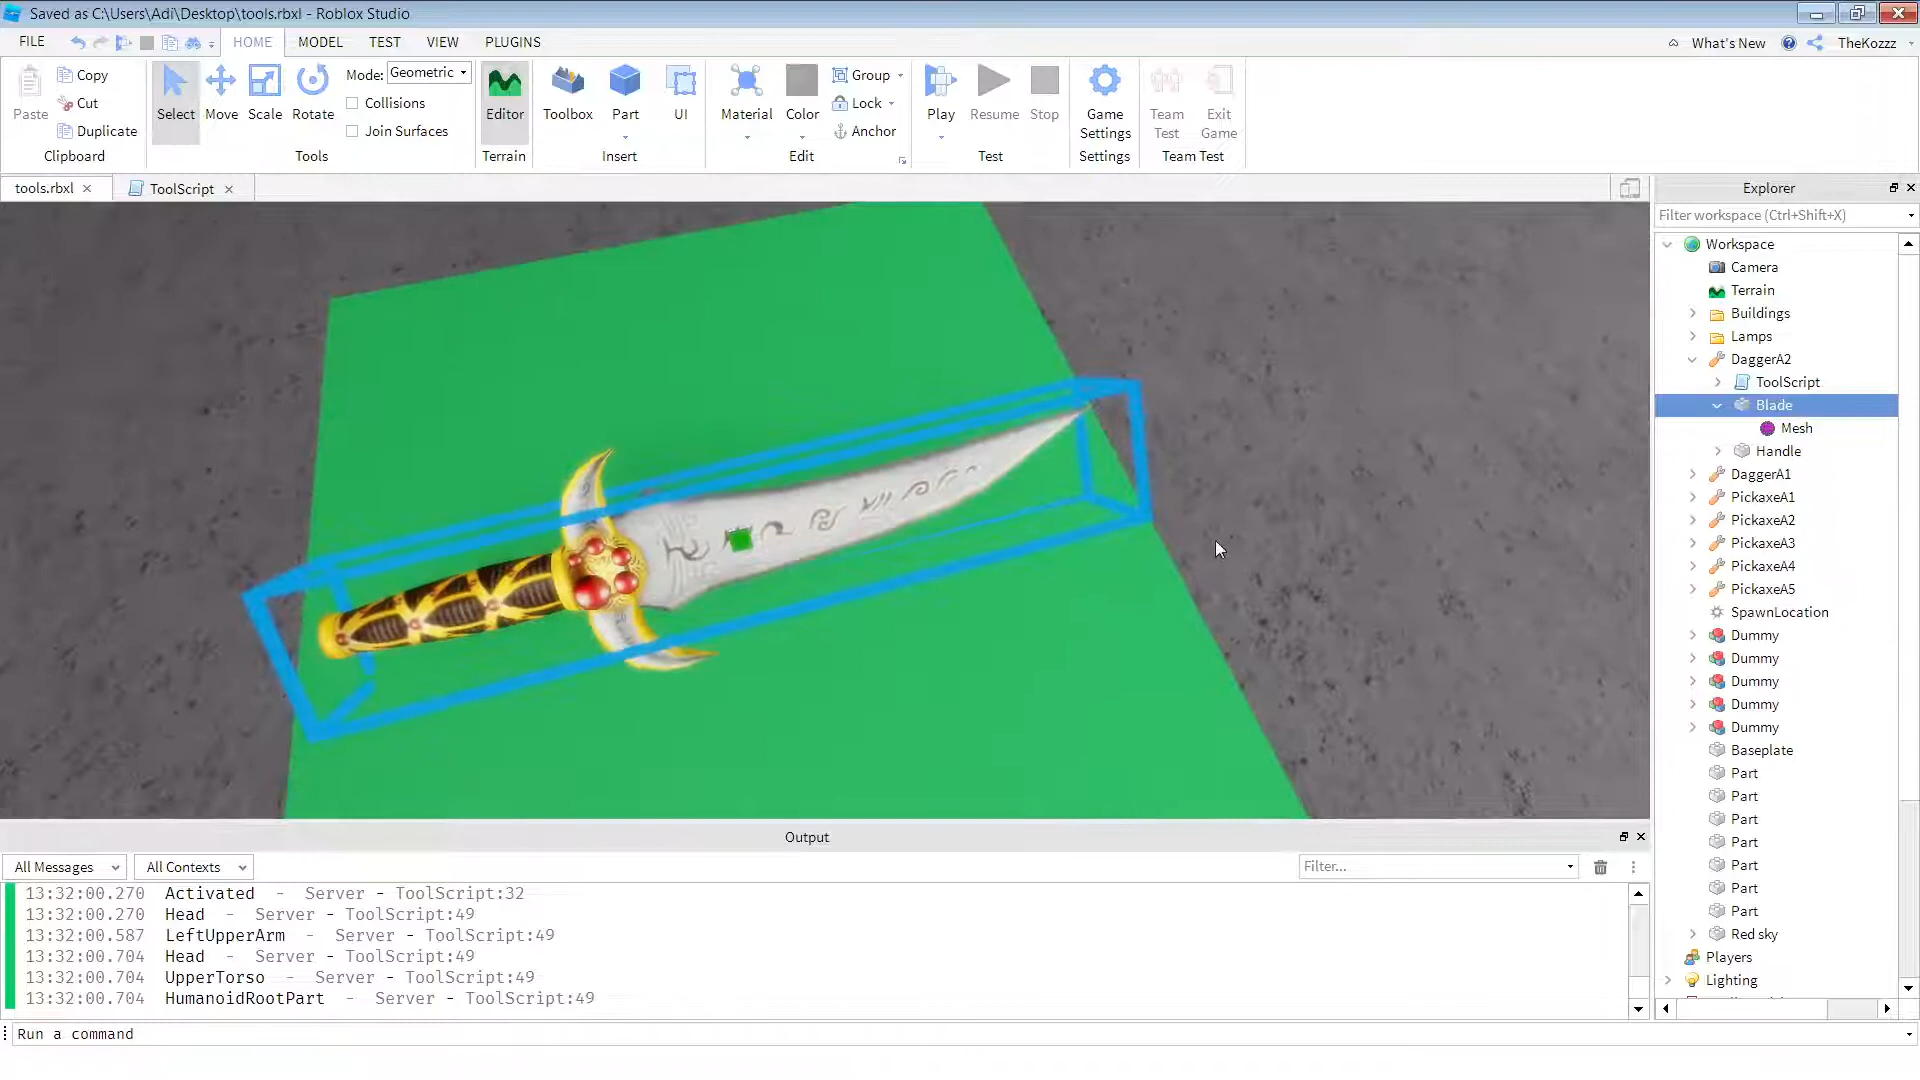 Saved as C:\Users\Adi\Desktop\tools.rbxl - Roblox Studio
FILE HOME MODEL TEST VIEW PLUGINS What's New TheKozzz
Paste Copy Cut Duplicate Clipboard
Select Move Scale Rotate Mode: Geometric Collisions Join Surfaces Tools
Editor Terrain
Toolbox Part UI Insert
Material Color Group Lock Anchor Edit
Play Resume Stop Test
Game Settings Settings
Team Test Exit Game Team Test
tools.rbxl ToolScript
Explorer
Filter workspace (Ctrl+Shift+X)
Workspace
Camera
Terrain
Buildings
Lamps
DaggerA2
ToolScript
Blade
Mesh
Handle
DaggerA1
PickaxeA1
PickaxeA2
PickaxeA3
PickaxeA4
PickaxeA5
SpawnLocation
Dummy
Dummy
Dummy
Dummy
Dummy
Baseplate
Part
Part
Part
Part
Part
Part
Part
Red sky
Players
Lighting
Output
All Messages All Contexts Filter...
13:32:00.270 Activated - Server - ToolScript:32
13:32:00.270 Head - Server - ToolScript:49
13:32:00.587 LeftUpperArm - Server - ToolScript:49
13:32:00.704 Head - Server - ToolScript:49
13:32:00.704 UpperTorso - Server - ToolScript:49
13:32:00.704 HumanoidRootPart - Server - ToolScript:49
Run a command